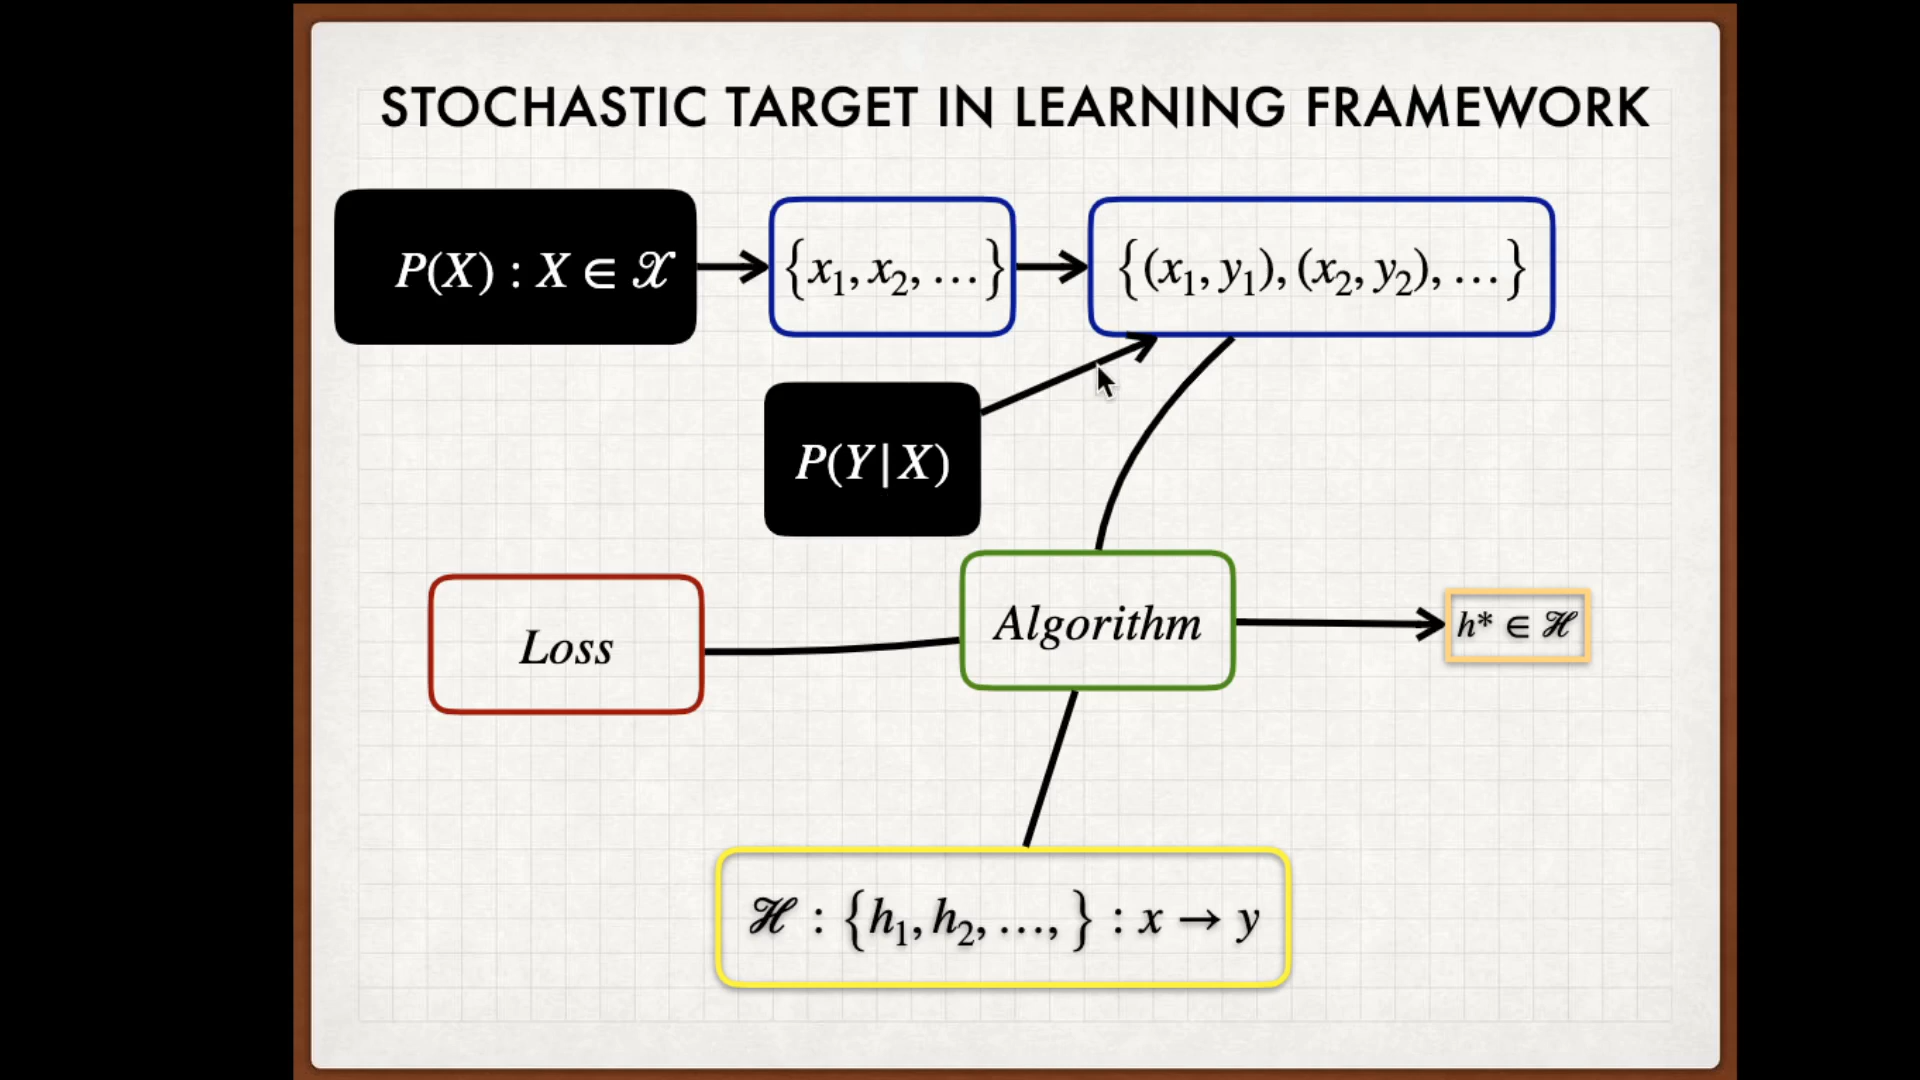 STOCHASTIC TARGET IN LEARNING FRAMEWORK
P(X) : X ∈ 𝒳
{x₁, x₂, …}
{(x₁, y₁), (x₂, y₂), …}
P(Y|X)
Loss
Algorithm
h* ∈ ℋ
ℋ : {h₁, h₂, …, } : x → y